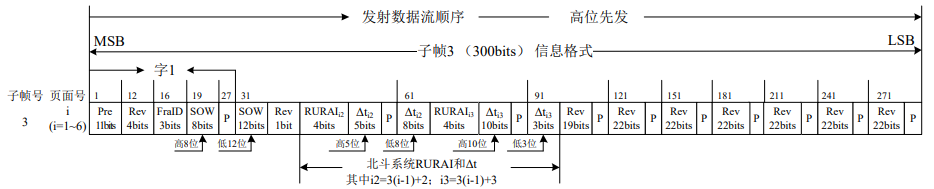 发射数据流顺序 高位先发
MSB LSB
子帧3 （300bits） 信息格式
字1
子帧号 页面号 1 12 16 19 27 31 61 91 121 151 181 211 241 271
3 i (i=1~6) Pre 11bits Rev 4bits FraID 3bits SOW 8bits P SOW 12bits Rev 1bit RURAIi2 4bits Δti2 5bits P Δti2 8bits RURAIi3 4bits Δti3 10bits P Δti3 3bits Rev 19bits P Rev 22bits P Rev 22bits P Rev 22bits P Rev 22bits P Rev 22bits P Rev 22bits P
高8位 低12位 高5位 低8位 高10位 低3位
北斗系统RURAI和Δt
其中i2=3(i-1)+2；i3=3(i-1)+3